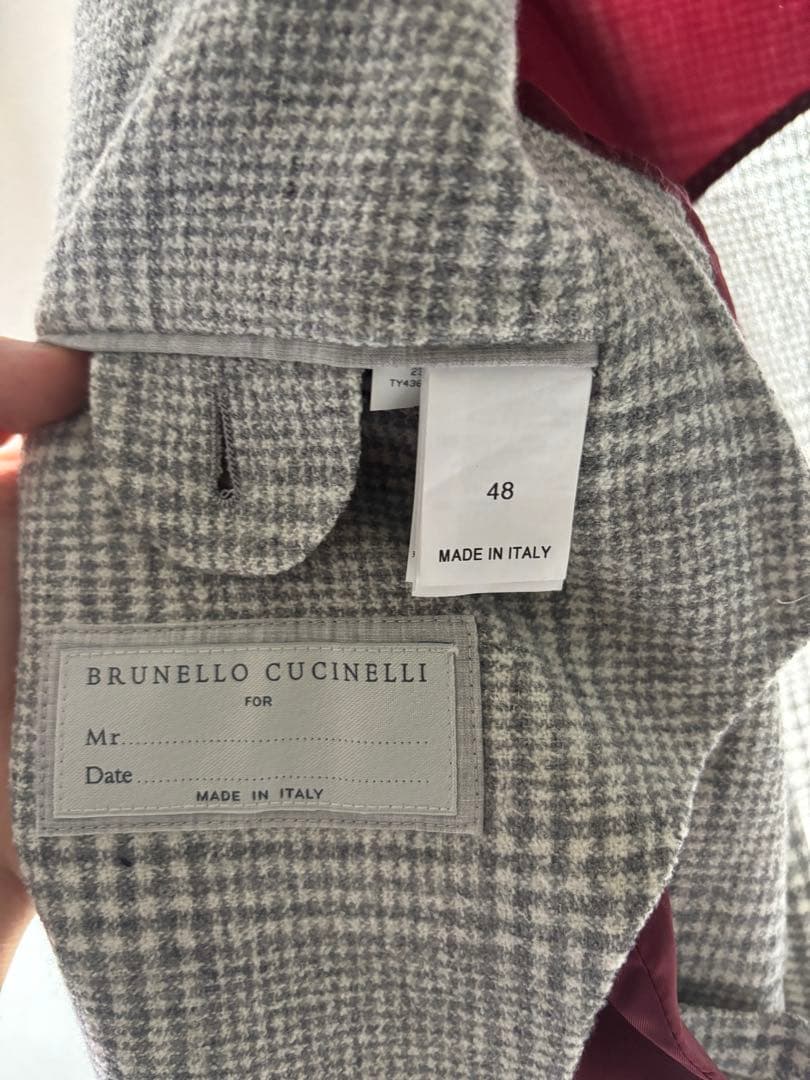 48
MADE IN ITALY
BRUNELLO CUCINELLI
FOR
Mr
Date
MADE IN ITALY